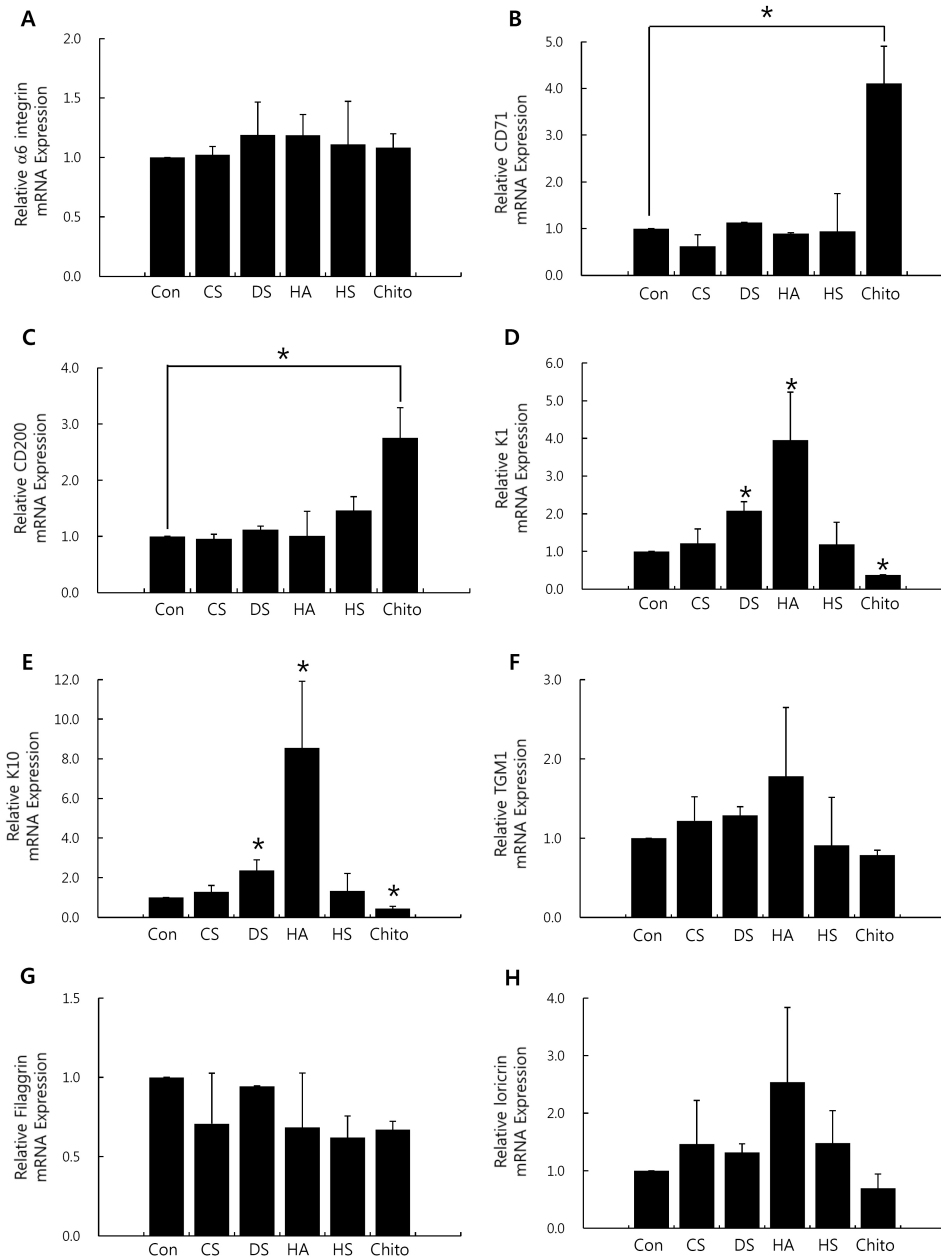 A
Relative α6 integrin
mRNA Expression
2.0
1.5
1.0
0.5
0.0
Con CS DS HA HS Chito
B
*
Relative CD71
mRNA Expression
5.0
4.0
3.0
2.0
1.0
0.0
Con CS DS HA HS Chito
C
*
Relative CD200
mRNA Expression
4.0
3.0
2.0
1.0
0.0
Con CS DS HA HS Chito
D
Relative K1
mRNA Expression
6.0
5.0
4.0
3.0
2.0
1.0
0.0
* * *
Con CS DS HA HS Chito
E
Relative K10
mRNA Expression
12.0
10.0
8.0
6.0
4.0
2.0
0.0
* * *
Con CS DS HA HS Chito
F
Relative TGM1
mRNA Expression
3.0
2.0
1.0
0.0
Con CS DS HA HS Chito
G
Relative Filaggrin
mRNA Expression
1.5
1.0
0.5
0.0
Con CS DS HA HS Chito
H
Relative loricrin
mRNA Expression
4.0
3.0
2.0
1.0
0.0
Con CS DS HA HS Chito